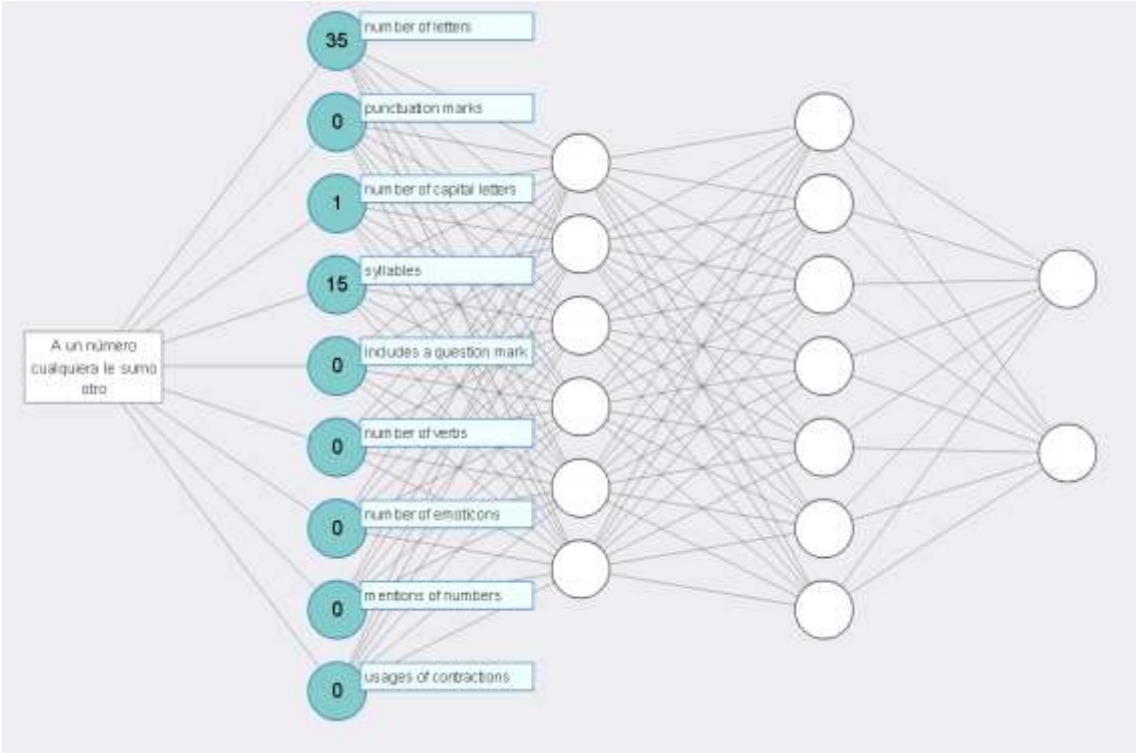 35
number of letters
0
punctuation marks
1
number of capital letters
15
syllables
A un número
cualquiera le sumo
otro
0
includes a question mark
0
number of verbs
0
number of emoticons
0
mentions of numbers
0
usages of contractions